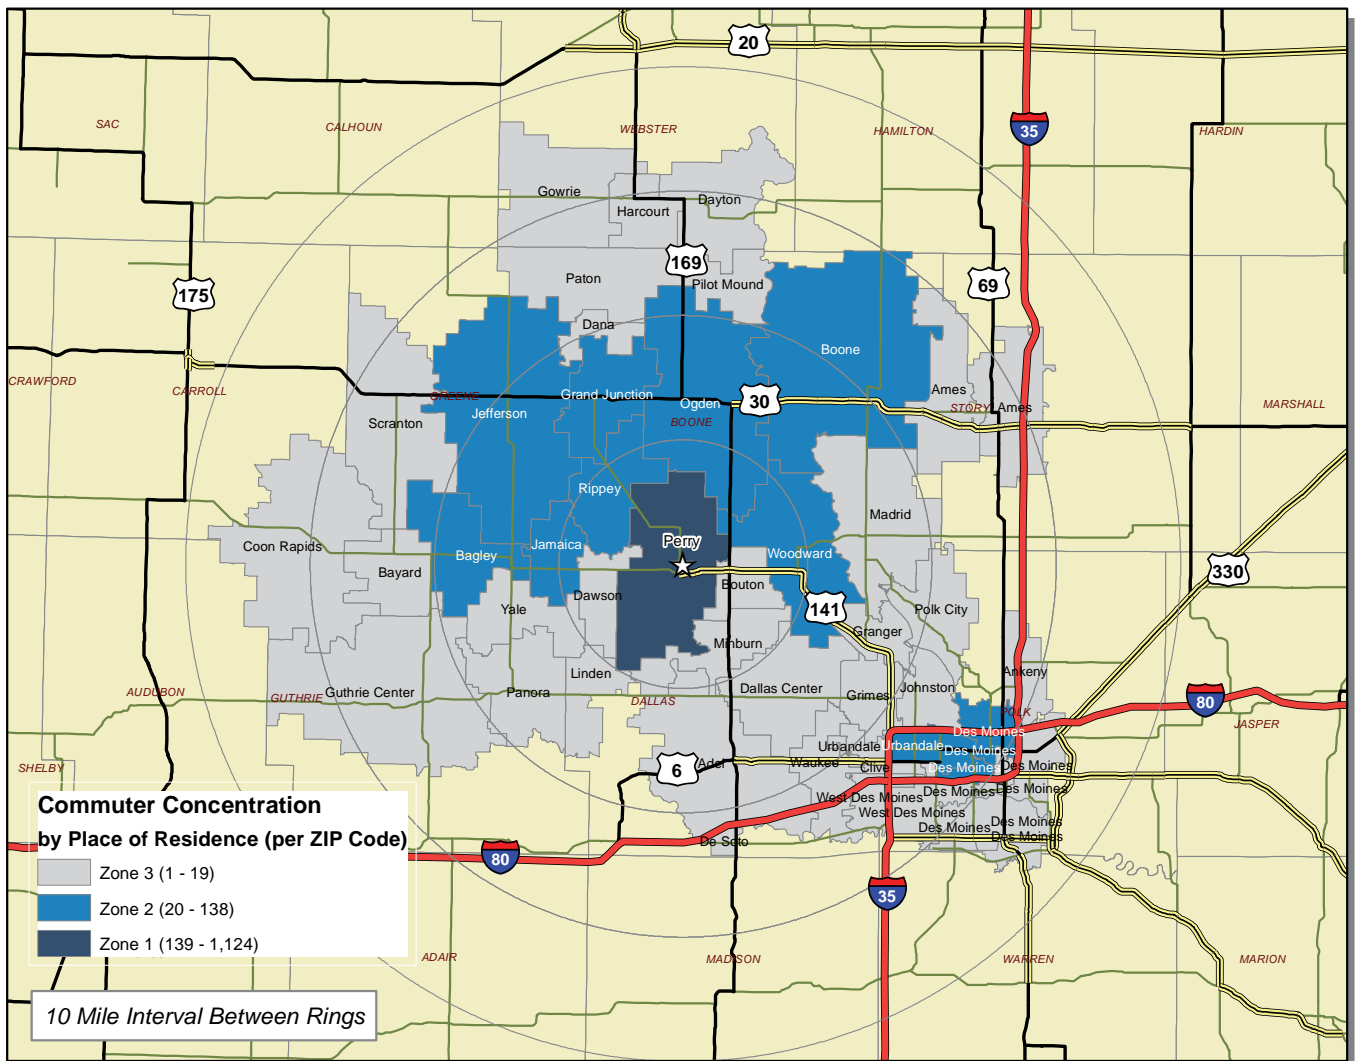 20
SAC
CALHOUN
WEBSTER
HAMILTON
35
HARDIN
Gowrie
Harcourt
Dayton
169
175
Paton
Pilot Mound
69
Dana
Boone
CRAWFORD
CARROLL
GREENE
Grand Junction
Jefferson
Ogden
30
BOONE
Ames
STORY
Ames
MARSHALL
Scranton
Rippey
Madrid
Coon Rapids
Bayard
Bagley
Jamaica
Perry
Woodward
Bouton
330
Yale
Dawson
141
Polk City
Granger
Minburn
Linden
Ankeny
AUDUBON
GUTHRIE
Guthrie Center
Panora
DALLAS
Dallas Center
Grimes
Johnston
POLK
80
JASPER
Des Moines
Urbandale
Urbandale
Des Moines
SHELBY
6
Adel
Waukee
Clive
Des Moines
Des Moines
West Des Moines
Des Moines
Des Moines
West Des Moines
Des Moines
Des Moines
Des Moines
De Soto
80
35
Commuter Concentration
by Place of Residence (per ZIP Code)
Zone 3 (1 - 19)
Zone 2 (20 - 138)
Zone 1 (139 - 1,124)
ADAIR
MADISON
WARREN
MARION
10 Mile Interval Between Rings